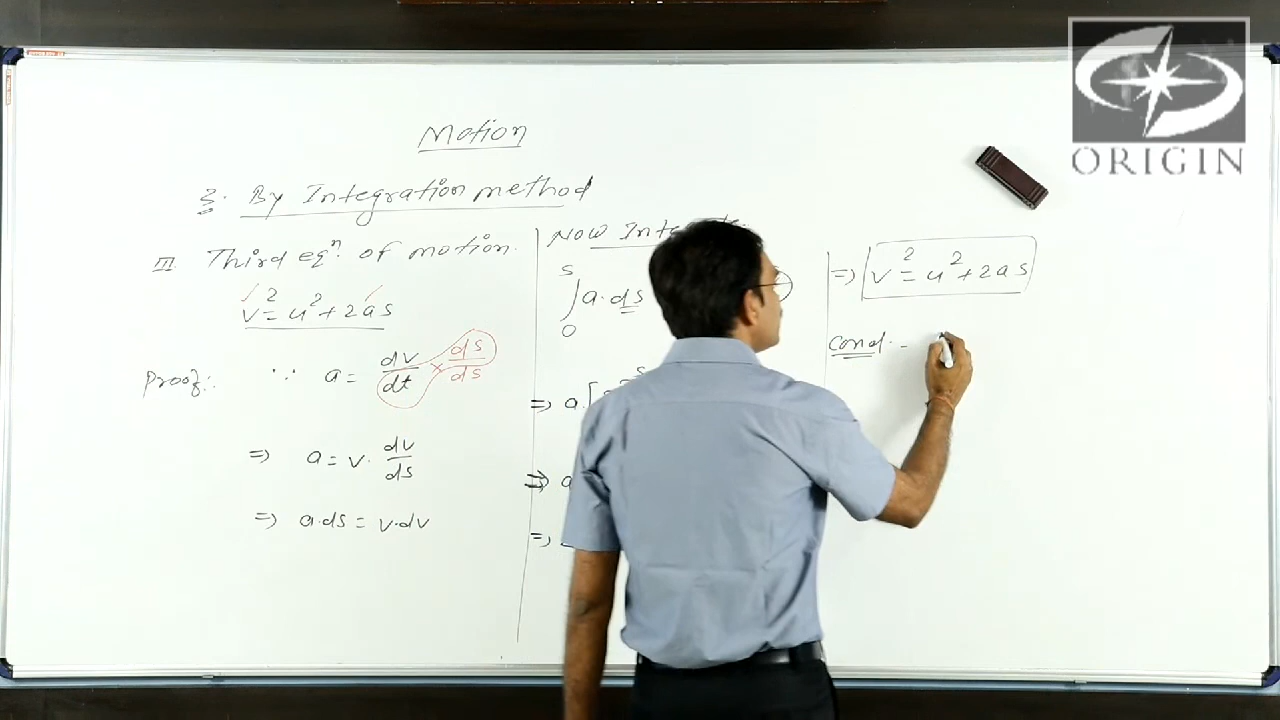 ORIGIN
Motion
3. By Integration method
III Third eqⁿ. of motion.
v² = u² + 2as
Proof:. ∵ a = dv/dt × ds/ds
⇒ a = v. dv/ds
⇒ a.ds = v.dv
Now
S
∫ a. ds
0
⇒ a.[
⇒ a
⇒
⇒ v² = u² + 2as
Cond. -